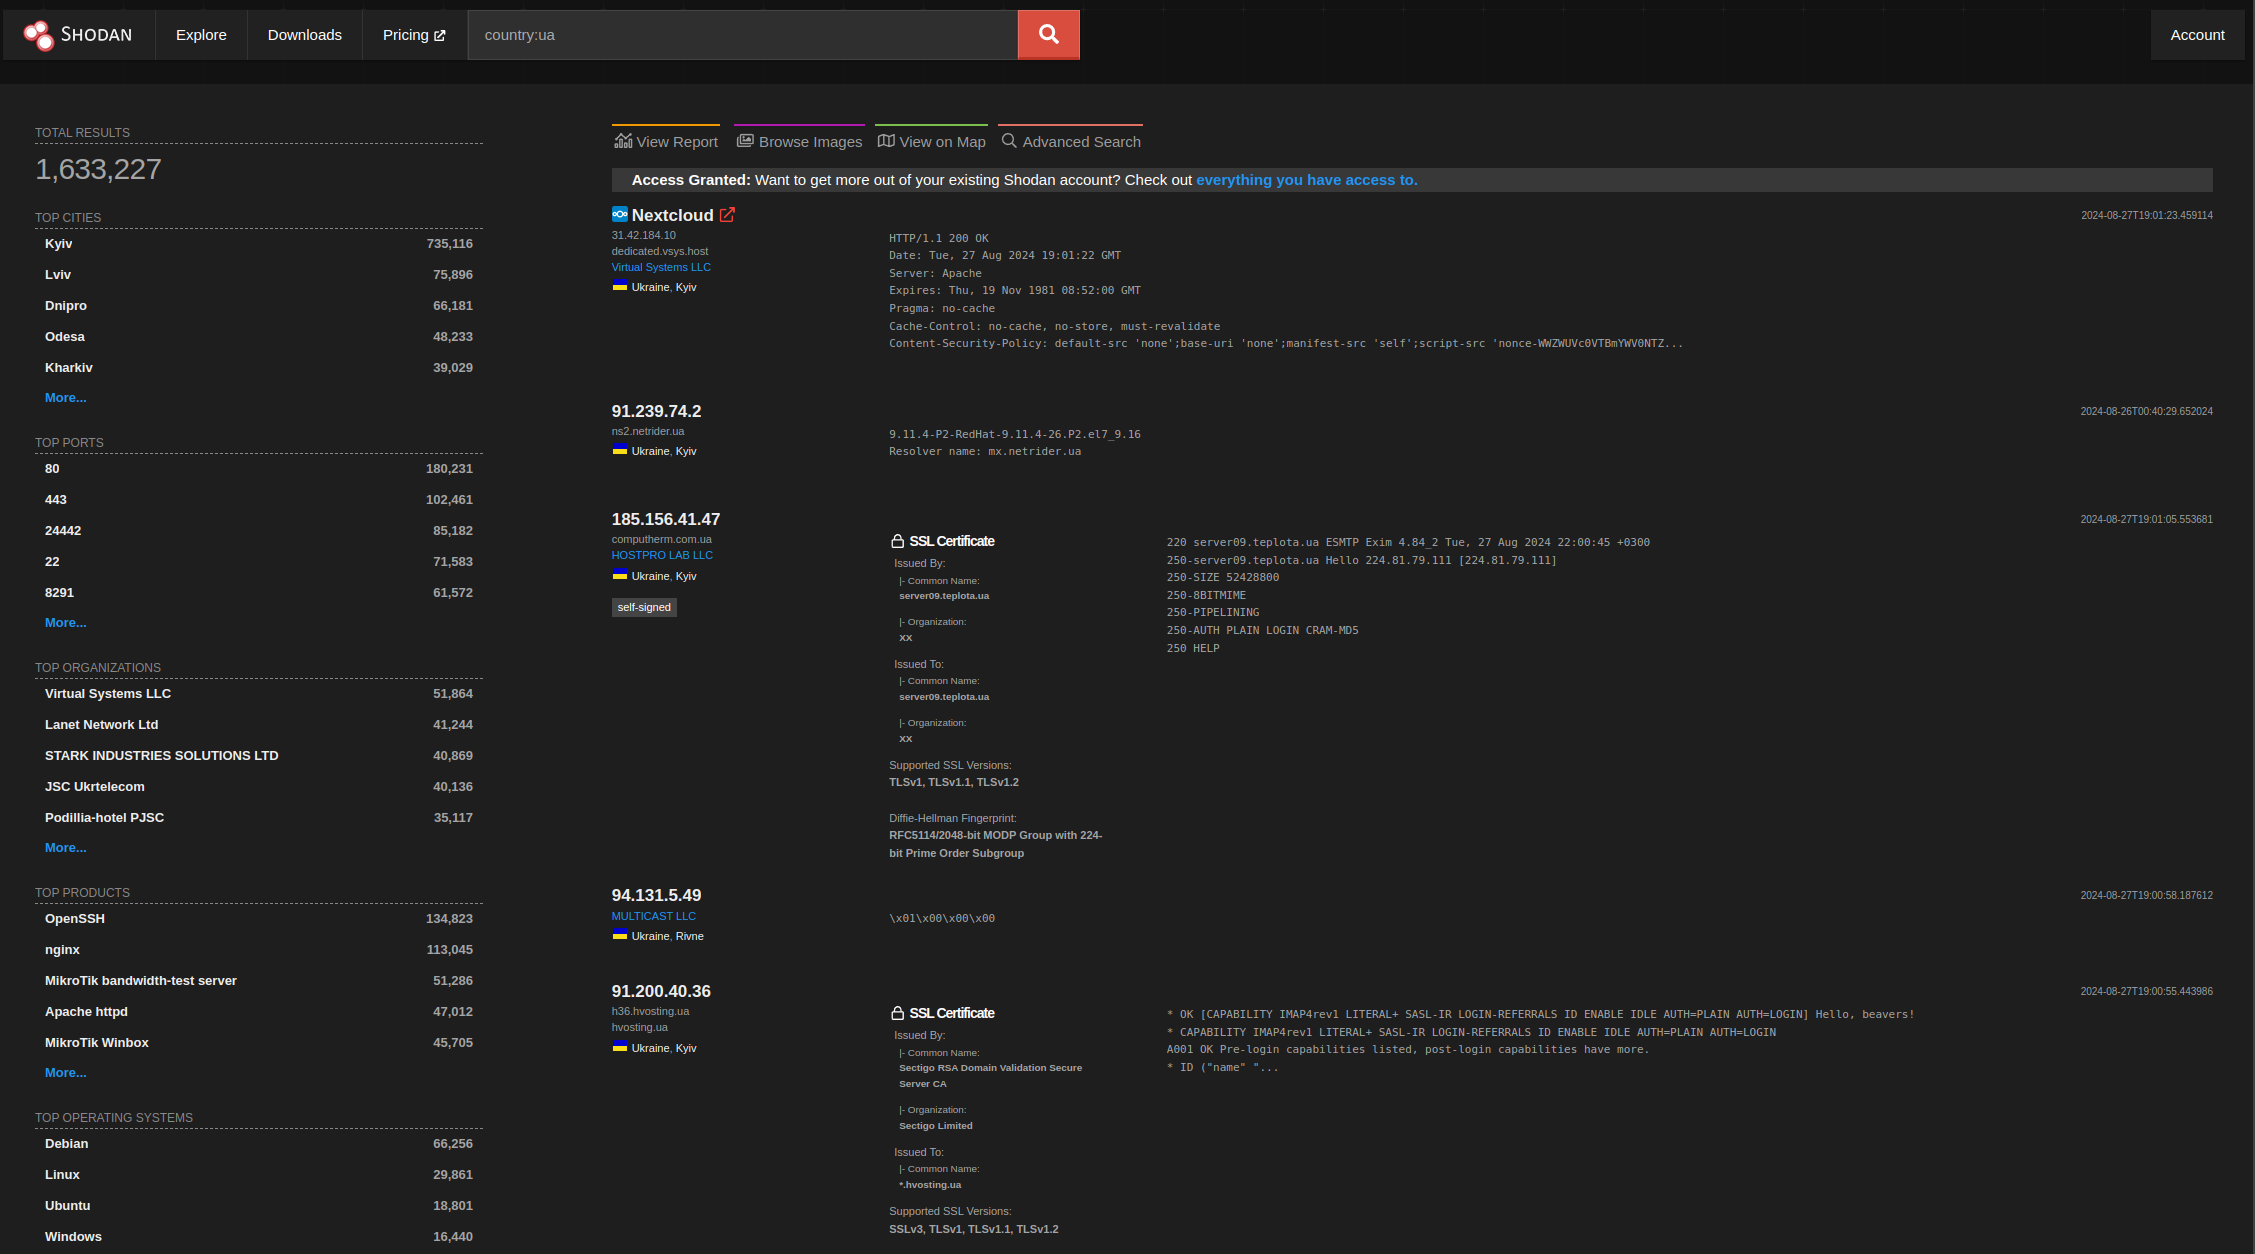 SHODAN
Explore
Downloads
Pricing
country:ua
Account
TOTAL RESULTS
1,633,227
TOP CITIES
Kyiv 735,116
Lviv 75,896
Dnipro 66,181
Odesa 48,233
Kharkiv 39,029
More...
TOP PORTS
80 180,231
443 102,461
24442 85,182
22 71,583
8291 61,572
More...
TOP ORGANIZATIONS
Virtual Systems LLC 51,864
Lanet Network Ltd 41,244
STARK INDUSTRIES SOLUTIONS LTD 40,869
JSC Ukrtelecom 40,136
Podillia-hotel PJSC 35,117
More...
TOP PRODUCTS
OpenSSH 134,823
nginx 113,045
MikroTik bandwidth-test server 51,286
Apache httpd 47,012
MikroTik Winbox 45,705
More...
TOP OPERATING SYSTEMS
Debian 66,256
Linux 29,861
Ubuntu 18,801
Windows 16,440
View Report
Browse Images
View on Map
Advanced Search
Access Granted: Want to get more out of your existing Shodan account? Check out everything you have access to.
Nextcloud
2024-08-27T19:01:23.459114
31.42.184.10
dedicated.vsys.host
Virtual Systems LLC
Ukraine, Kyiv
HTTP/1.1 200 OK
Date: Tue, 27 Aug 2024 19:01:22 GMT
Server: Apache
Expires: Thu, 19 Nov 1981 08:52:00 GMT
Pragma: no-cache
Cache-Control: no-cache, no-store, must-revalidate
Content-Security-Policy: default-src 'none';base-uri 'none';manifest-src 'self';script-src 'nonce-WWZWUVc0VTBmYWV0NTZ...
91.239.74.2
2024-08-26T00:40:29.652024
ns2.netrider.ua
Ukraine, Kyiv
9.11.4-P2-RedHat-9.11.4-26.P2.el7_9.16
Resolver name: mx.netrider.ua
185.156.41.47
2024-08-27T19:01:05.553681
computherm.com.ua
HOSTPRO LAB LLC
Ukraine, Kyiv
self-signed
SSL Certificate
Issued By:
|- Common Name:
server09.teplota.ua
|- Organization:
XX
Issued To:
|- Common Name:
server09.teplota.ua
|- Organization:
XX
Supported SSL Versions:
TLSv1, TLSv1.1, TLSv1.2
Diffie-Hellman Fingerprint:
RFC5114/2048-bit MODP Group with 224-
bit Prime Order Subgroup
220 server09.teplota.ua ESMTP Exim 4.84_2 Tue, 27 Aug 2024 22:00:45 +0300
250-server09.teplota.ua Hello 224.81.79.111 [224.81.79.111]
250-SIZE 52428800
250-8BITMIME
250-PIPELINING
250-AUTH PLAIN LOGIN CRAM-MD5
250 HELP
94.131.5.49
2024-08-27T19:00:58.187612
MULTICAST LLC
Ukraine, Rivne
\x01\x00\x00\x00
91.200.40.36
2024-08-27T19:00:55.443986
h36.hvosting.ua
hvosting.ua
Ukraine, Kyiv
SSL Certificate
Issued By:
|- Common Name:
Sectigo RSA Domain Validation Secure
Server CA
|- Organization:
Sectigo Limited
Issued To:
|- Common Name:
*.hvosting.ua
Supported SSL Versions:
SSLv3, TLSv1, TLSv1.1, TLSv1.2
* OK [CAPABILITY IMAP4rev1 LITERAL+ SASL-IR LOGIN-REFERRALS ID ENABLE IDLE AUTH=PLAIN AUTH=LOGIN] Hello, beavers!
* CAPABILITY IMAP4rev1 LITERAL+ SASL-IR LOGIN-REFERRALS ID ENABLE IDLE AUTH=PLAIN AUTH=LOGIN
A001 OK Pre-login capabilities listed, post-login capabilities have more.
* ID ("name" "...